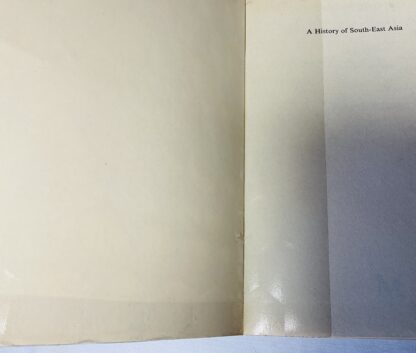 A History of South-East Asia